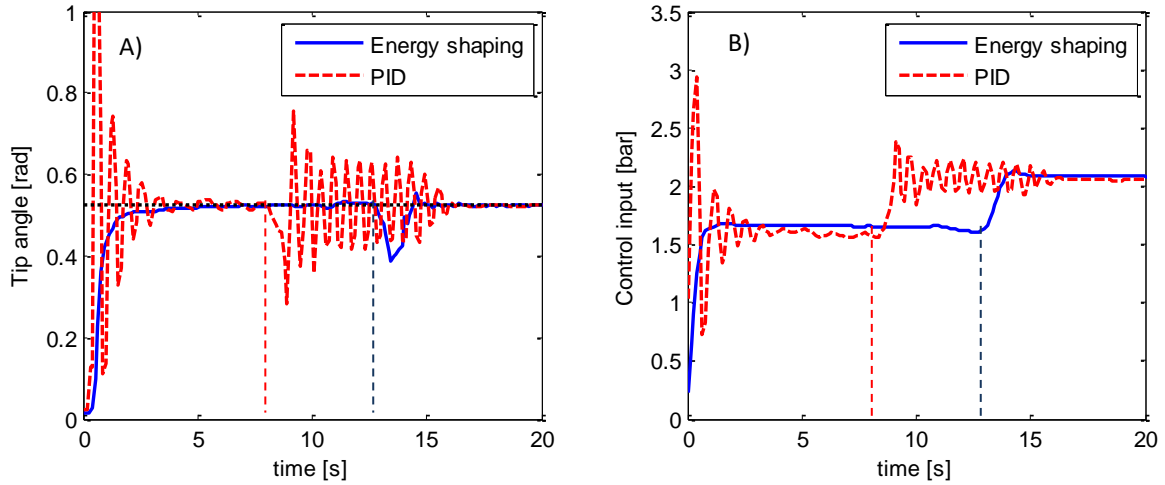 A)
Energy shaping
PID
Tip angle [rad]
1
0.8
0.6
0.4
0.2
0
0 5 10 15 20
time [s]
B)
Energy shaping
PID
Control input [bar]
3.5
3
2.5
2
1.5
1
0.5
0
0 5 10 15 20
time [s]